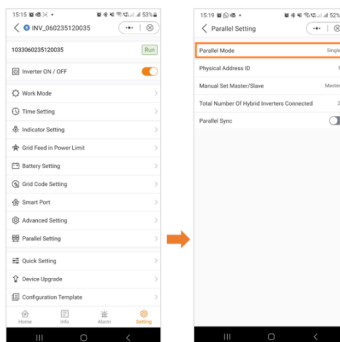 15:15
53%
INV_060235120035
1033060235120035
Run
Inverter ON / OFF
Work Mode
Time Setting
Indicator Setting
Grid Feed in Power Limit
Battery Setting
Grid Code Setting
Smart Port
Advanced Setting
Parallel Setting
Quick Setting
Device Upgrade
Configuration Template
Home Info Alarm Setting
15:19
52%
Parallel Setting
Parallel Mode Single
Physical Address ID 1
Manual Set Master/Slave Master
Total Number Of Hybrid Inverters Connected
Parallel Sync